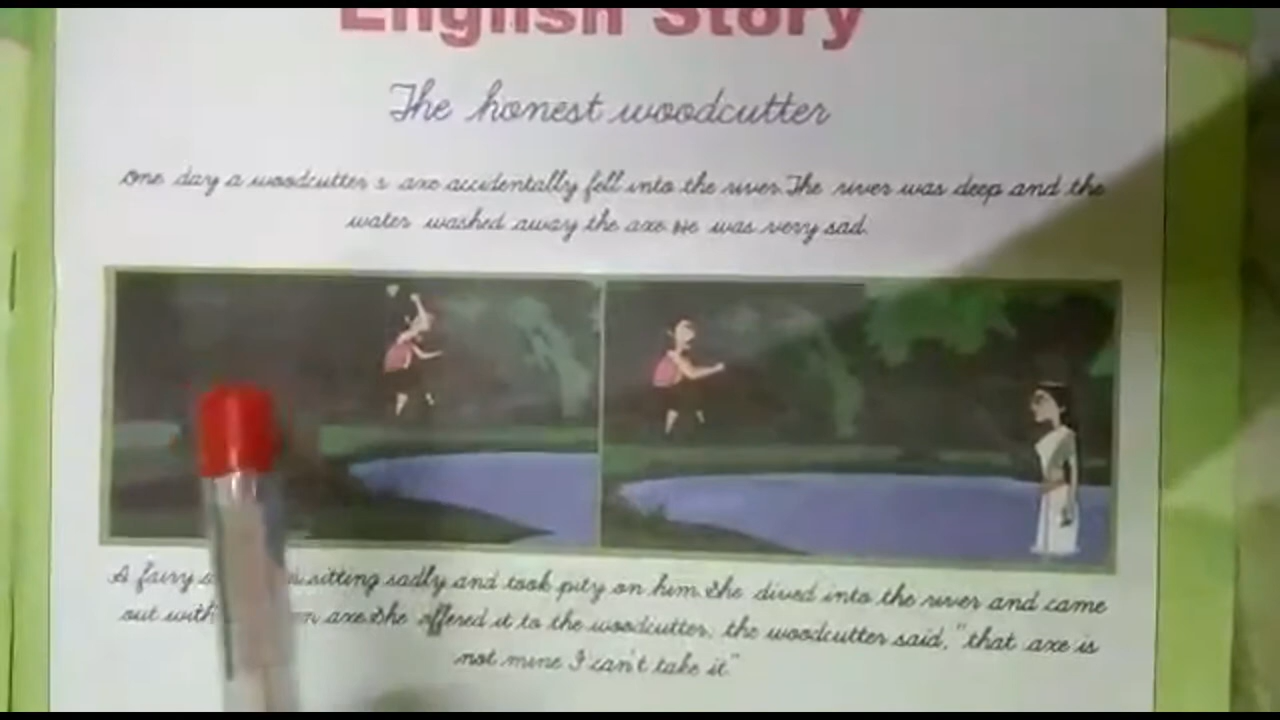 English Story
The honest woodcutter
One day a woodcutter s axe accidentally fell into the river.The river was deep and the
water washed away the axe.He was very sad.
A fairy sitting sadly and took pity on him.She dived into the river and came
out with axe.She offered it to the woodcutter, the woodcutter said, "that axe is
not mine I can't take it"